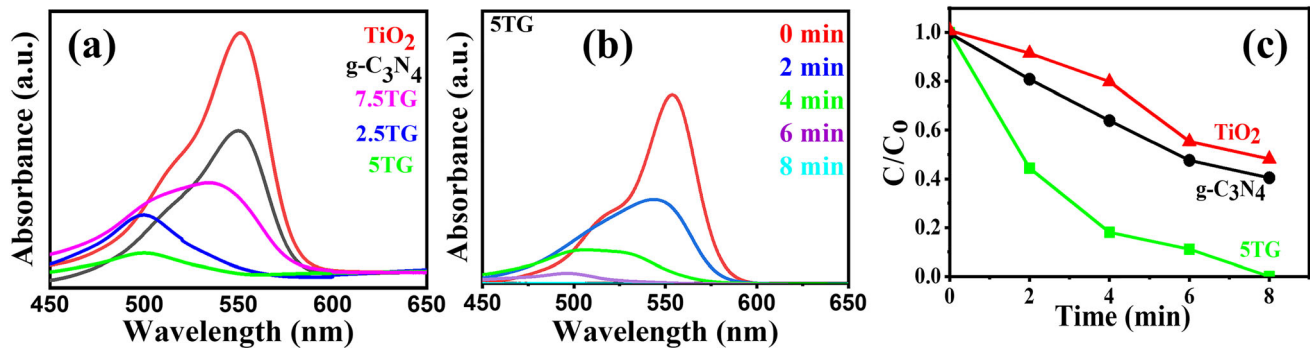 (a)
TiO₂
g-C₃N₄
7.5TG
2.5TG
5TG
Absorbance (a.u.)
450 500 550 600 650
Wavelength (nm)
5TG
(b)
0 min
2 min
4 min
6 min
8 min
Absorbance (a.u.)
450 500 550 600 650
Wavelength (nm)
(c)
C/C₀
1.0
0.8
0.6
0.4
0.2
0.0
TiO₂
g-C₃N₄
5TG
0 2 4 6 8
Time (min)